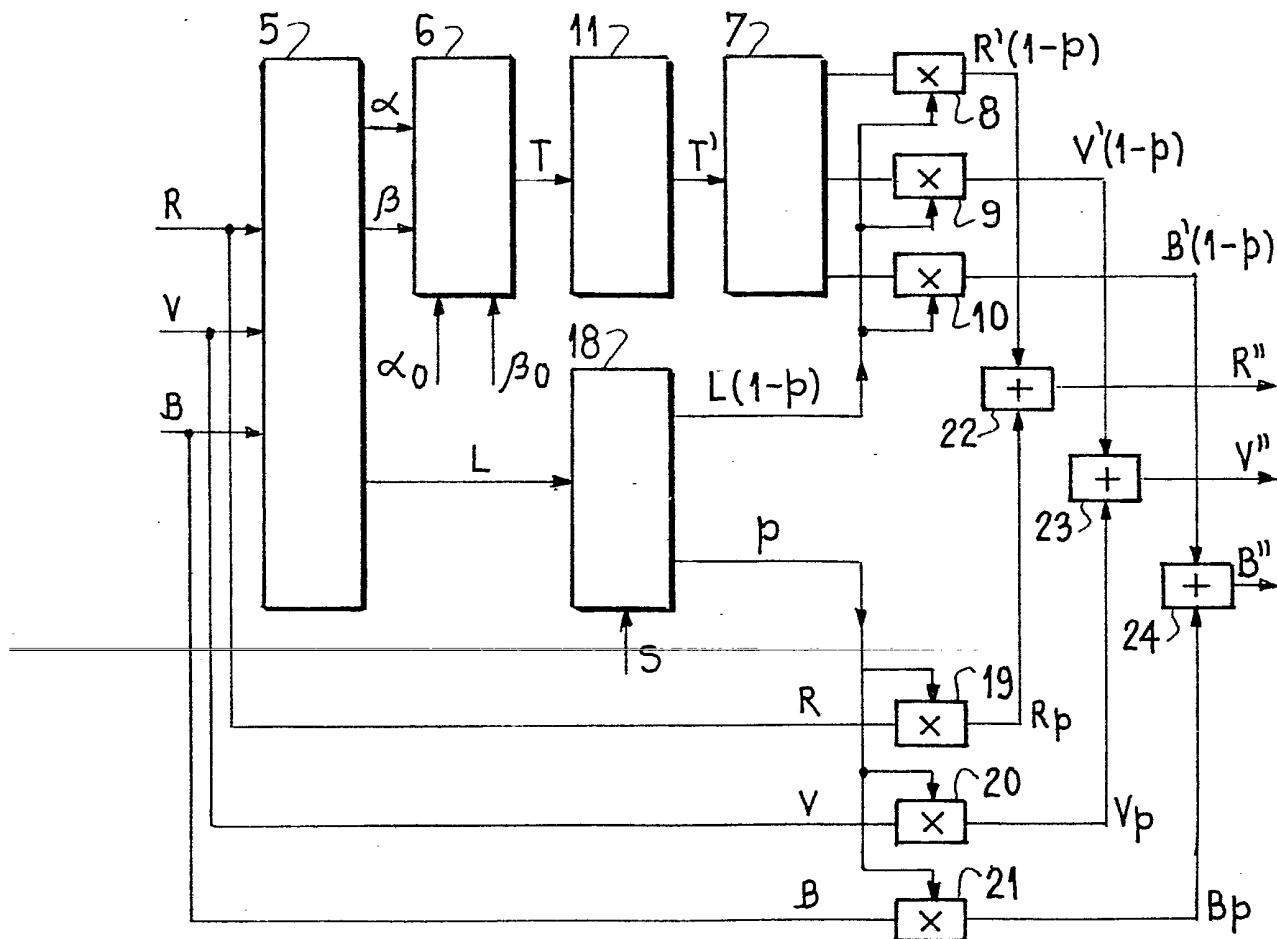 5 6 11 7
R'(1-p)
α
8
T T'
V'(1-p)
β
R
9
B'(1-p)
V
10
α0 β0
18
L(1-p)
R"
B
22
L
V"
p
23
B"
24
S
19
R Rp
20
V Vp
21
B Bp
× × ×
+ + +
× × ×